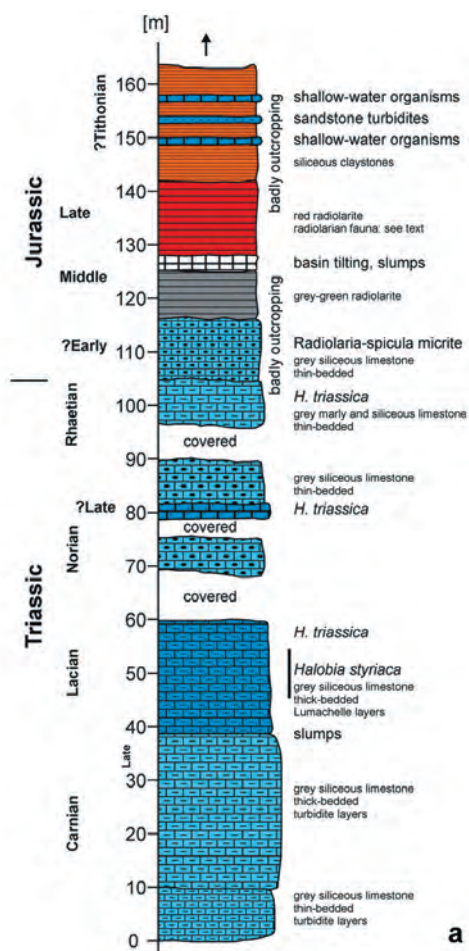 [m]
160
150
140
130
120
110
100
90
80
70
60
50
40
30
20
10
0
Jurassic
Triassic
?Tithonian
Late
Middle
?Early
Rhaetian
?Late
Norian
Lacian
Late
Carnian
badly outcropping
badly outcropping
shallow-water organisms
sandstone turbidites
shallow-water organisms
siliceous claystones
red radiolarite
radiolarian fauna: see text
basin tilting, slumps
grey-green radiolarite
Radiolaria-spicula micrite
grey siliceous limestone
thin-bedded
H. triassica
grey marly and siliceous limestone
thin-bedded
covered
grey siliceous limestone
thin-bedded
H. triassica
covered
covered
H. triassica
Halobia styriaca
grey siliceous limestone
thick-bedded
Lumachelle layers
slumps
grey siliceous limestone
thick-bedded
turbidite layers
grey siliceous limestone
thin-bedded
turbidite layers
a